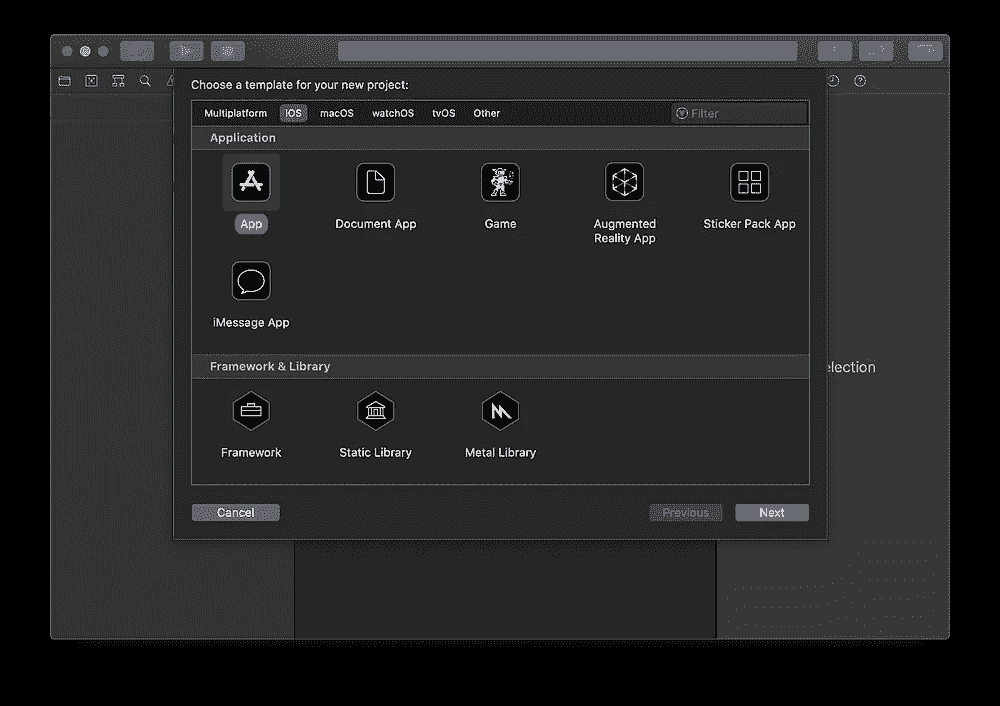 Choose a template for your new project:
Multiplatform iOS macOS watchOS tvOS Other Filter
Application
App Document App Game Augmented Reality App Sticker Pack App
iMessage App
Framework & Library
election
Framework Static Library Metal Library
Cancel Previous Next